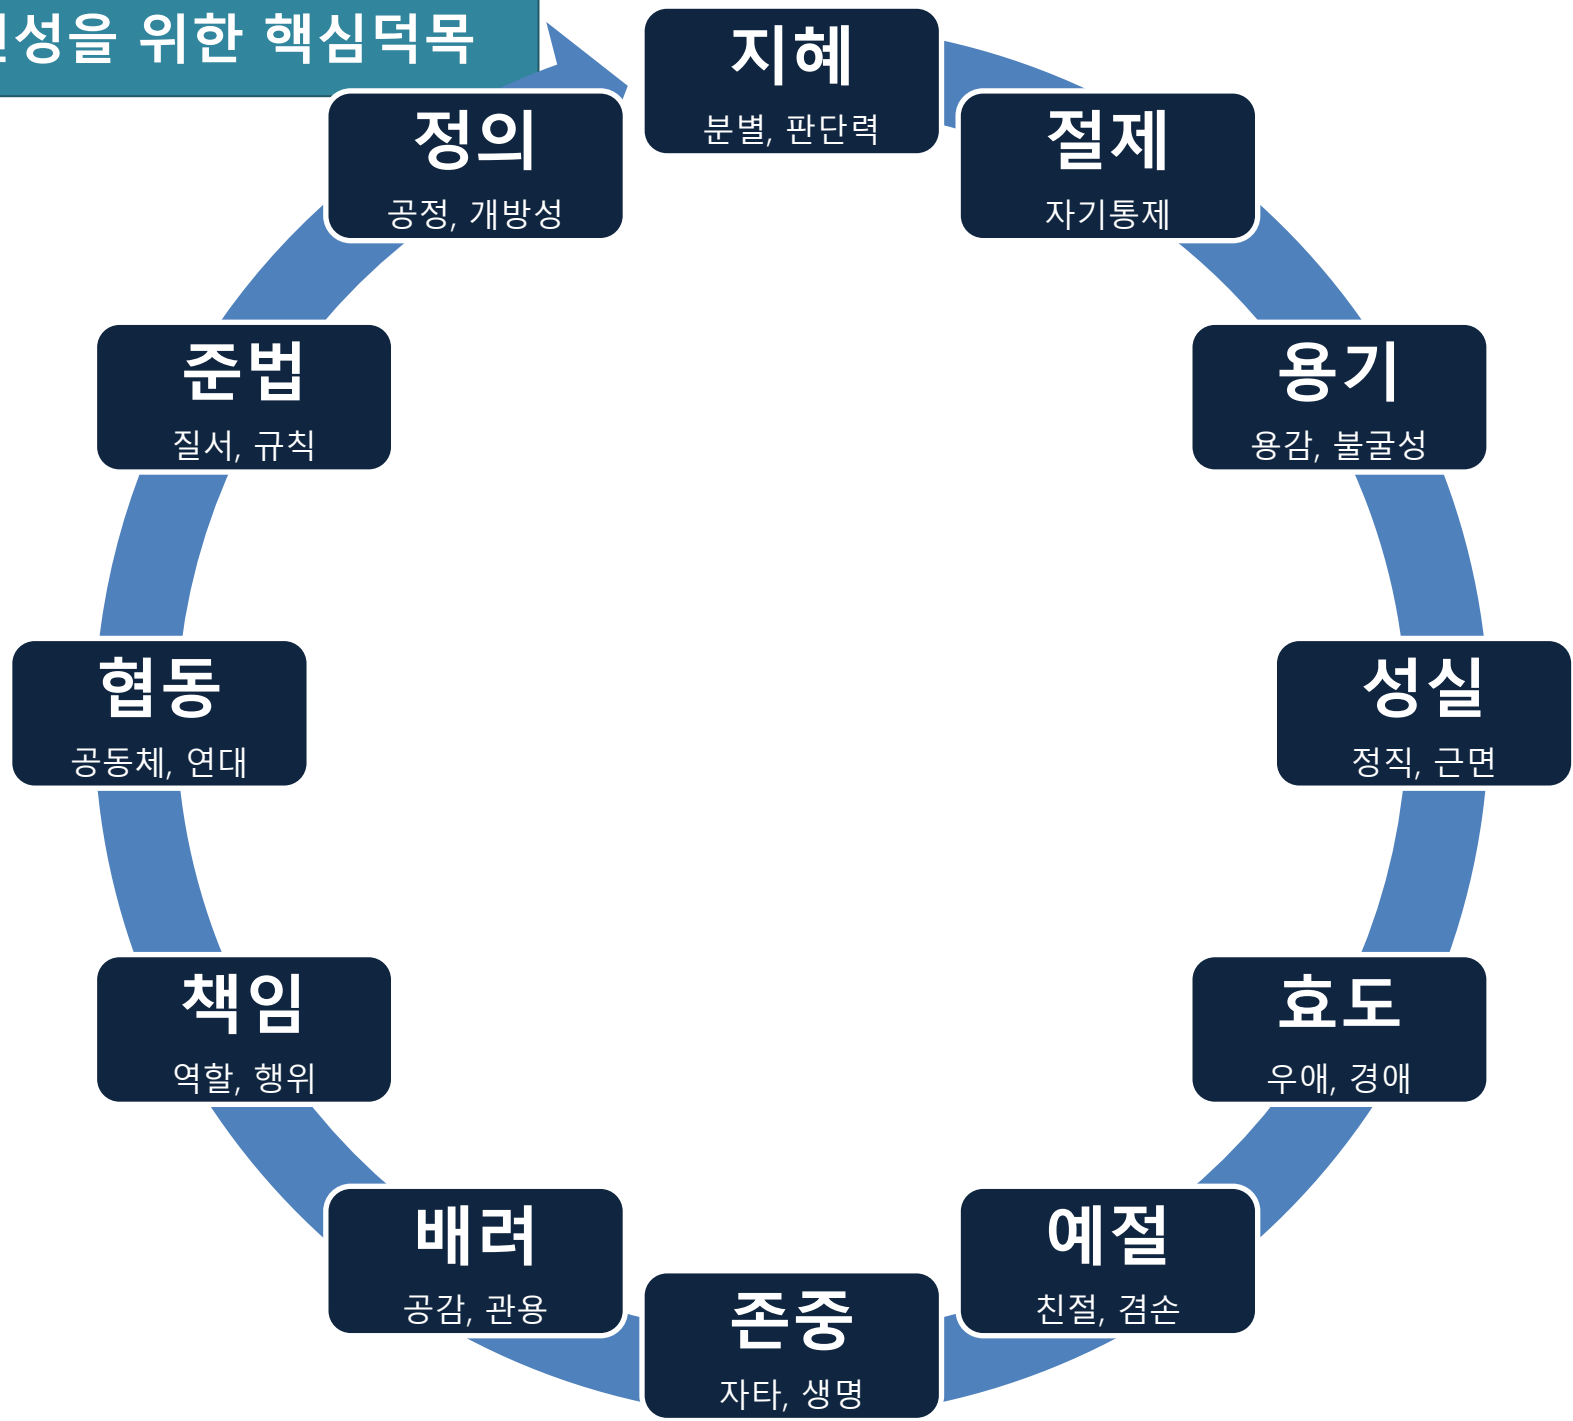 성을 위한 핵심덕목
지혜
분별, 판단력
절제
자기통제
용기
용감, 불굴성
성실
정직, 근면
효도
우애, 경애
예절
친절, 겸손
존중
자타, 생명
배려
공감, 관용
책임
역할, 행위
협동
공동체, 연대
준법
질서, 규칙
정의
공정, 개방성